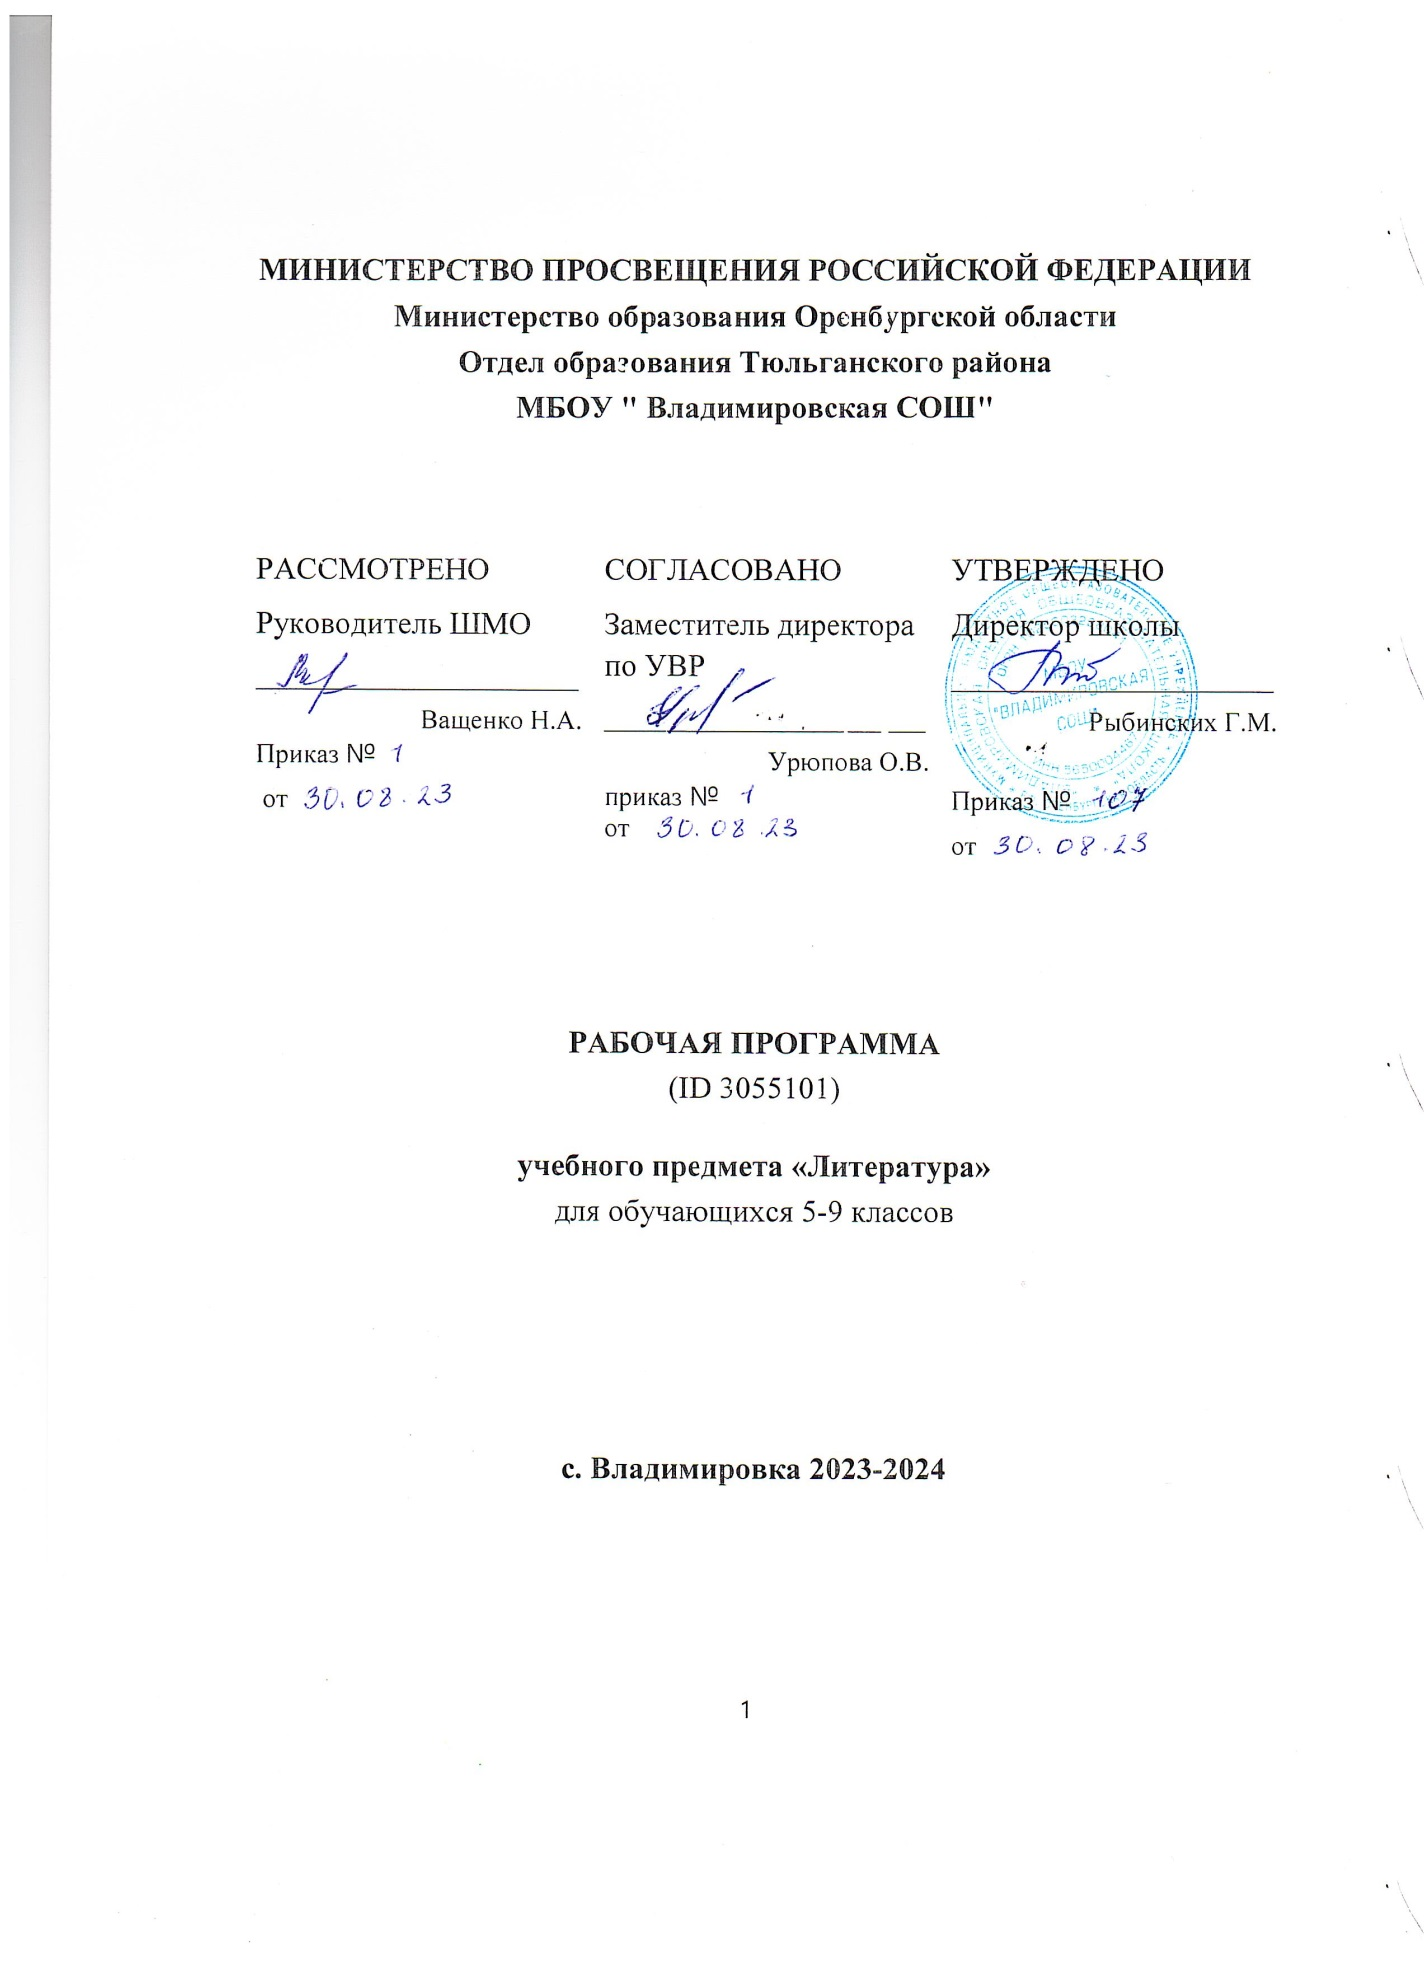 МИНИСТЕРСТВО ПРОСВЕЩЕНИЯ РОССИЙСКОЙ ФЕДЕРАЦИИ
Министерство образования Оренбургской области
Отдел образования Тюльганского района
МБОУ " Владимировская СОШ"
РАССМОТРЕНО
Руководитель ШМО
Ващенко Н.А.
Приказ № 1
от 30.08.23
СОГЛАСОВАНО
Заместитель директора
по УВР
Урюпова О.В.
приказ № 1
от 30.08.23
УТВЕРЖДЕНО
Директор школы
МБОУ
"ВЛАДИМИРОВСКАЯ
СОШ"
Рыбинских Г.М.
Приказ № 107
от 30.08.23
РАБОЧАЯ ПРОГРАММА
(ID 3055101)
учебного предмета «Литература»
для обучающихся 5-9 классов
с. Владимировка 2023-2024
1